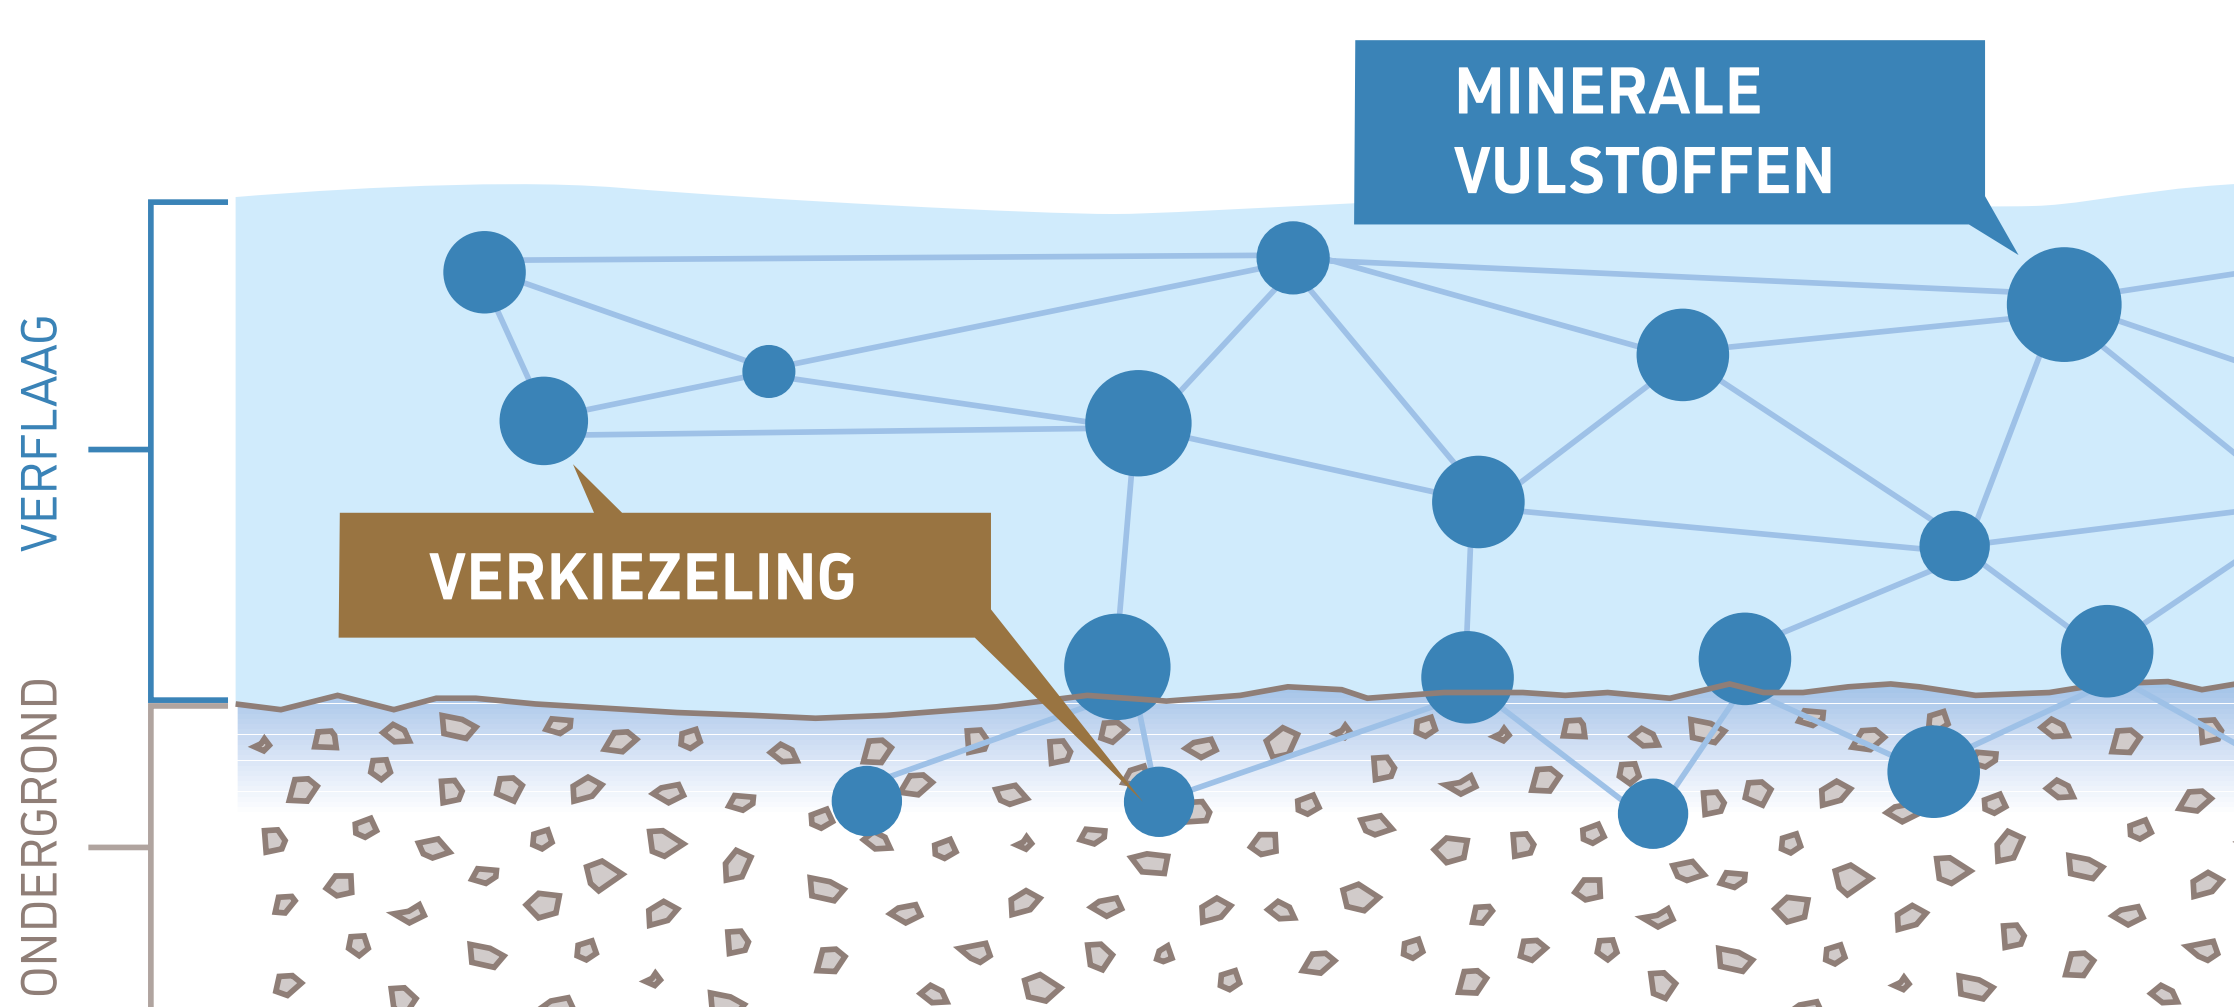 MINERALE
VULSTOFFEN
VERFLAAG
VERKIEZELING
ONDERGROND